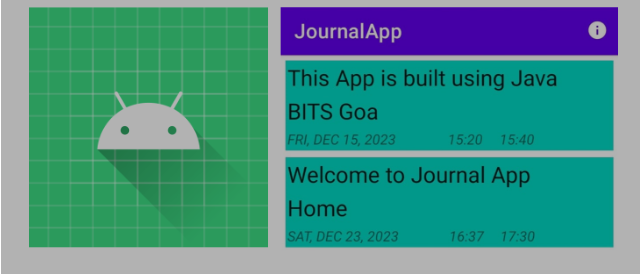 JournalApp
This App is built using Java
BITS Goa
FRI, DEC 15, 2023 15:20 15:40
Welcome to Journal App
Home
SAT, DEC 23, 2023 16:37 17:30